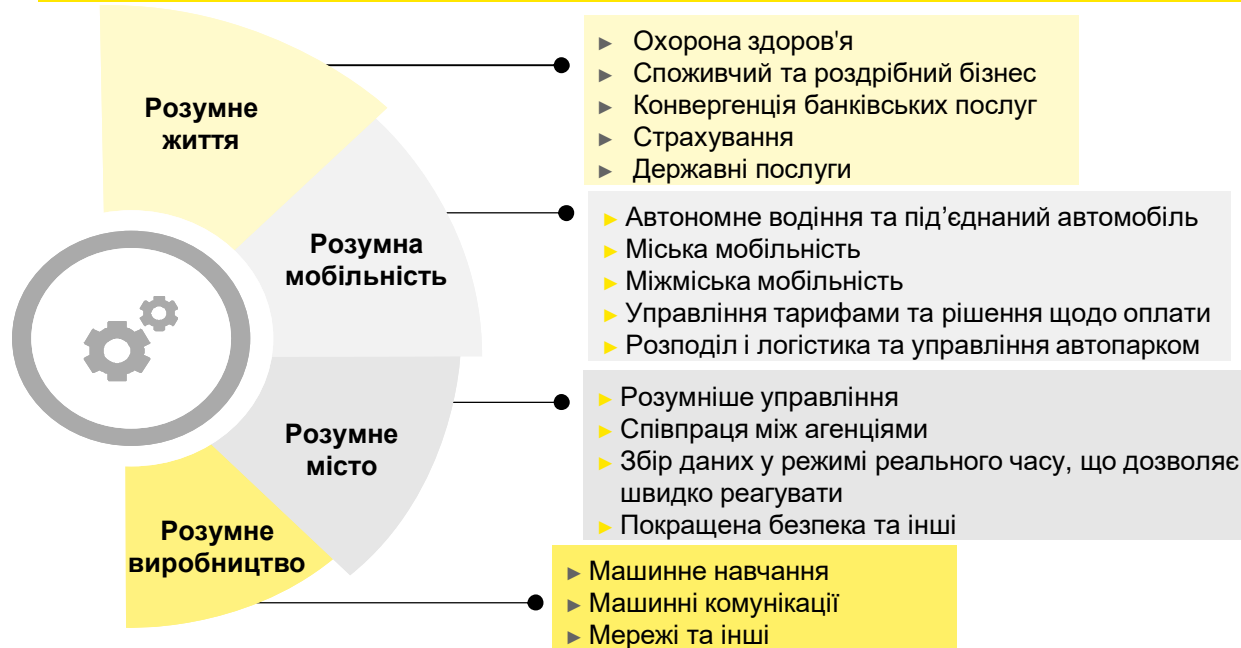 Розумне
життя
► Охорона здоров'я
► Споживчий та роздрібний бізнес
► Конвергенція банківських послуг
► Страхування
► Державні послуги
Розумна
мобільність
► Автономне водіння та під’єднаний автомобіль
► Міська мобільність
► Міжміська мобільність
► Управління тарифами та рішення щодо оплати
► Розподіл і логістика та управління автопарком
Розумне
місто
► Розумніше управління
► Співпраця між агенціями
► Збір даних у режимі реального часу, що дозволяє
швидко реагувати
► Покращена безпека та інші
Розумне
виробництво
► Машинне навчання
► Машинні комунікації
► Мережі та інші